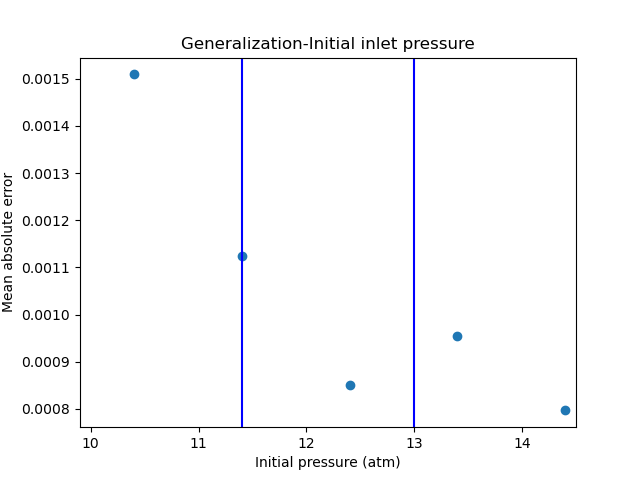 Generalization-Initial inlet pressure
Mean absolute error
0.0015
0.0014
0.0013
0.0012
0.0011
0.0010
0.0009
0.0008
10 11 12 13 14
Initial pressure (atm)